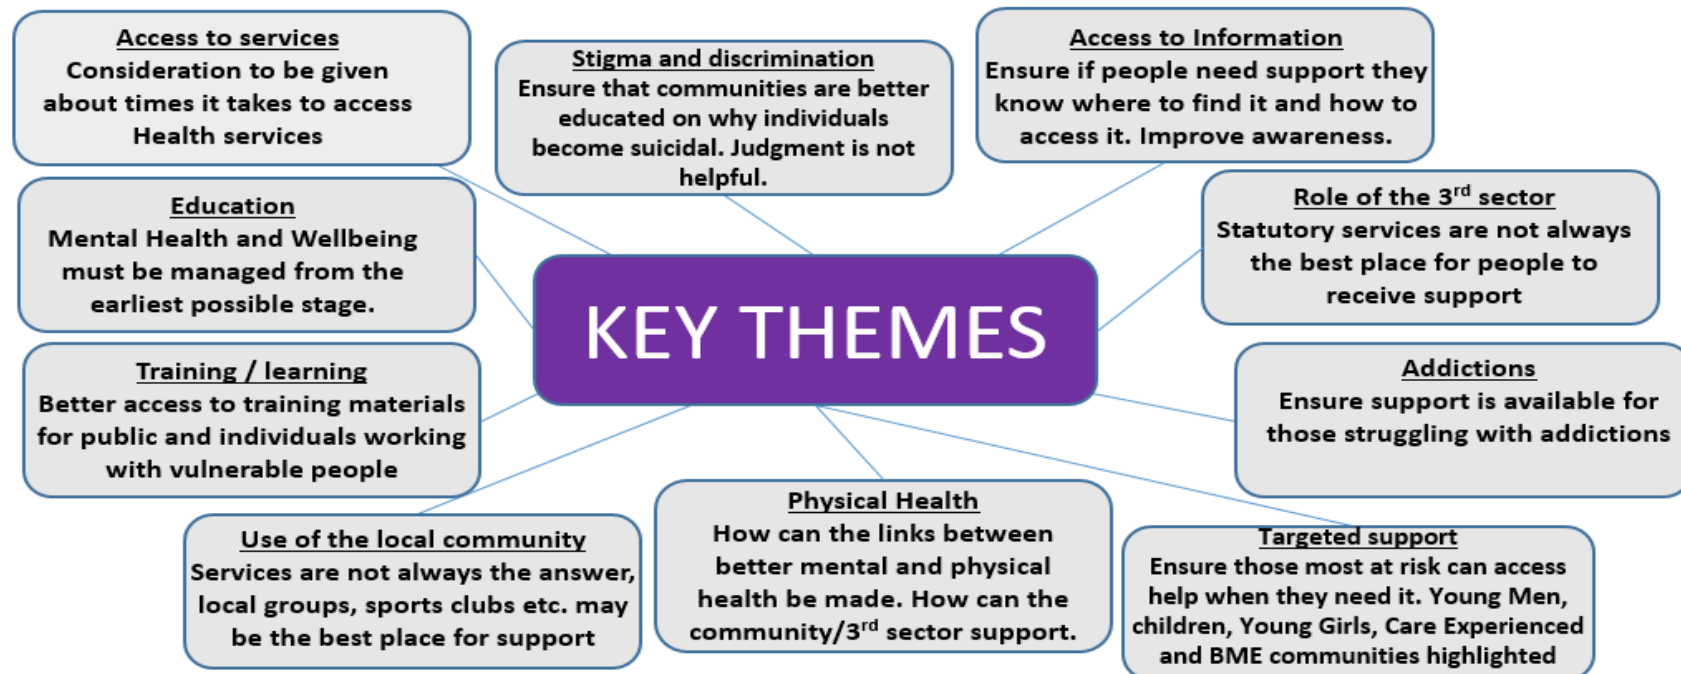 Access to services
Consideration to be given
about times it takes to access
Health services
Stigma and discrimination
Ensure that communities are better
educated on why individuals
become suicidal. Judgment is not
helpful.
Access to Information
Ensure if people need support they
know where to find it and how to
access it. Improve awareness.
Education
Mental Health and Wellbeing
must be managed from the
earliest possible stage.
Role of the 3rd sector
Statutory services are not always
the best place for people to
receive support
KEY THEMES
Training / learning
Better access to training materials
for public and individuals working
with vulnerable people
Addictions
Ensure support is available for
those struggling with addictions
Use of the local community
Services are not always the answer,
local groups, sports clubs etc. may
be the best place for support
Physical Health
How can the links between
better mental and physical
health be made. How can the
community/3rd sector support.
Targeted support
Ensure those most at risk can access
help when they need it. Young Men,
children, Young Girls, Care Experienced
and BME communities highlighted